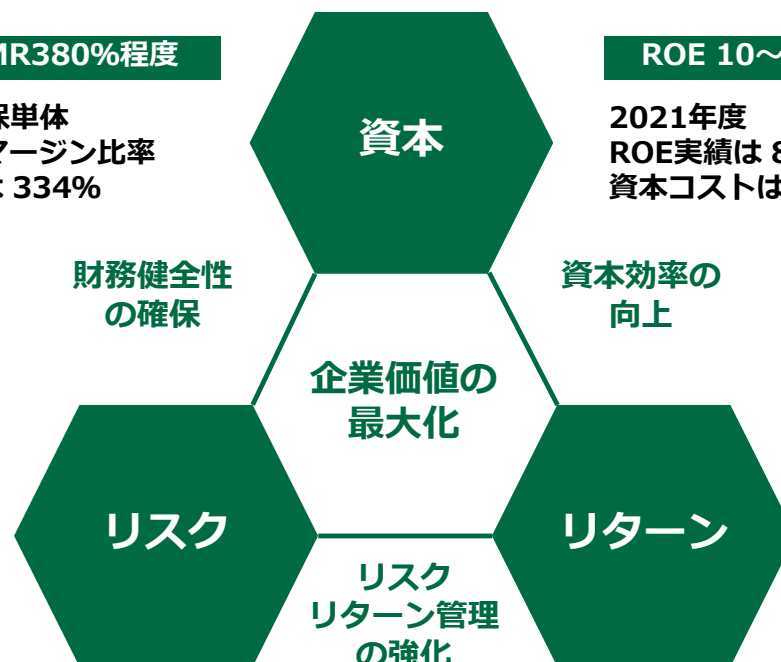 MR380%程度
ROE 10～
資本
保単体
マージン比率
は 334%
2021年度
ROE実績は 8
資本コストは
財務健全性
の確保
資本効率の
向上
企業価値の
最大化
リスク
リターン
リスク
リターン管理
の強化